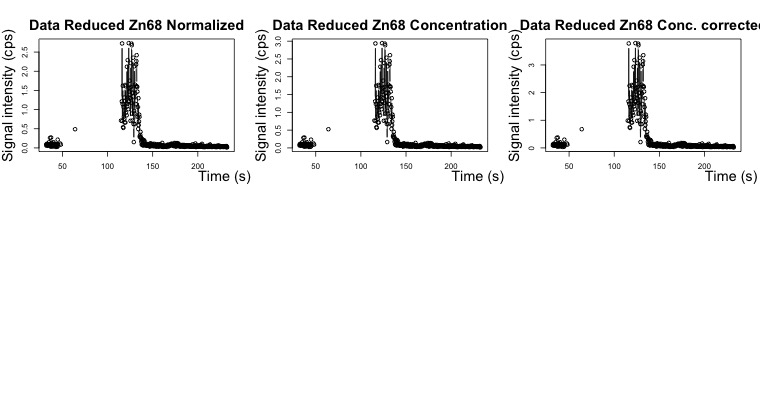 Data Reduced Zn68 Normalized
Signal intensity (cps)
0.0 0.5 1.0 1.5 2.0 2.5
50 100 150 200
Time (s)
Data Reduced Zn68 Concentration
Signal intensity (cps)
0.0 0.5 1.0 1.5 2.0 2.5 3.0
50 100 150 200
Time (s)
Data Reduced Zn68 Conc. corrected
Signal intensity (cps)
0 1 2 3
50 100 150 200
Time (s)